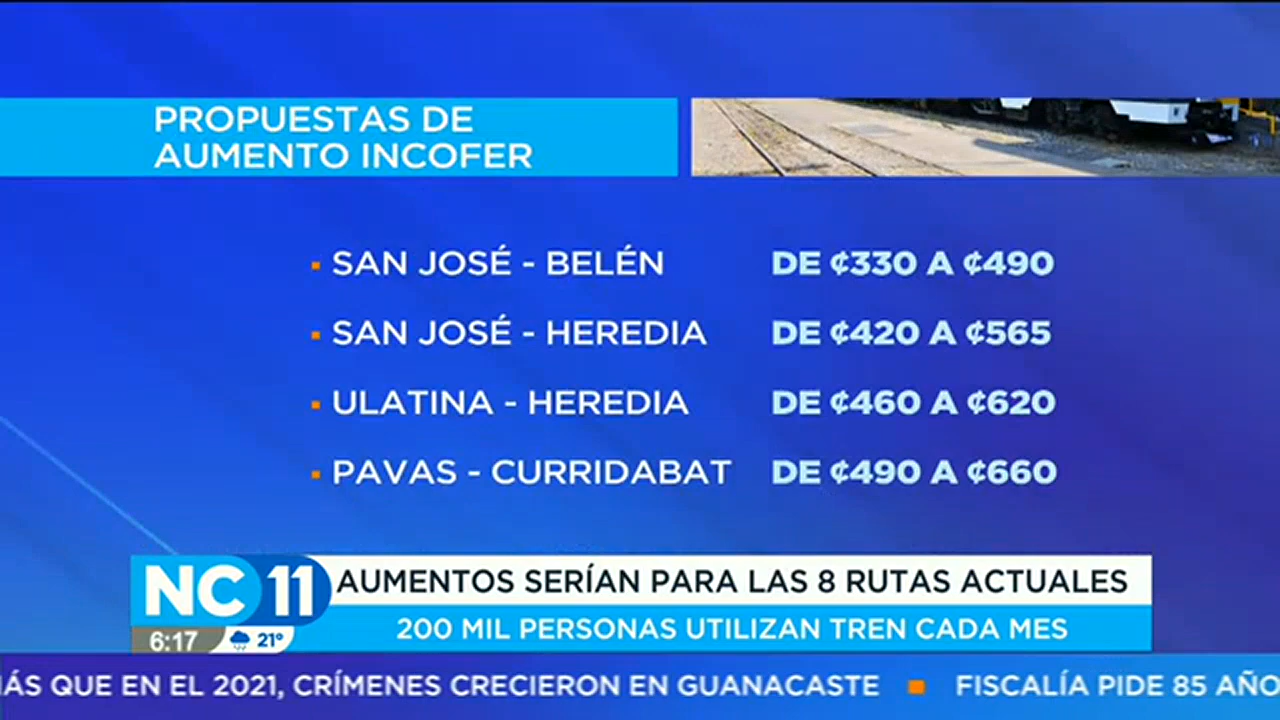 PROPUESTAS DE
AUMENTO INCOFER
▪ SAN JOSÉ - BELÉN DE ¢330 A ¢490
▪ SAN JOSÉ - HEREDIA DE ¢420 A ¢565
▪ ULATINA - HEREDIA DE ¢460 A ¢620
▪ PAVAS - CURRIDABAT DE ¢490 A ¢660
NC 11 AUMENTOS SERÍAN PARA LAS 8 RUTAS ACTUALES
200 MIL PERSONAS UTILIZAN TREN CADA MES
6:17 21°
ÁS QUE EN EL 2021, CRÍMENES CRECIERON EN GUANACASTE ▪ FISCALÍA PIDE 85 AÑO